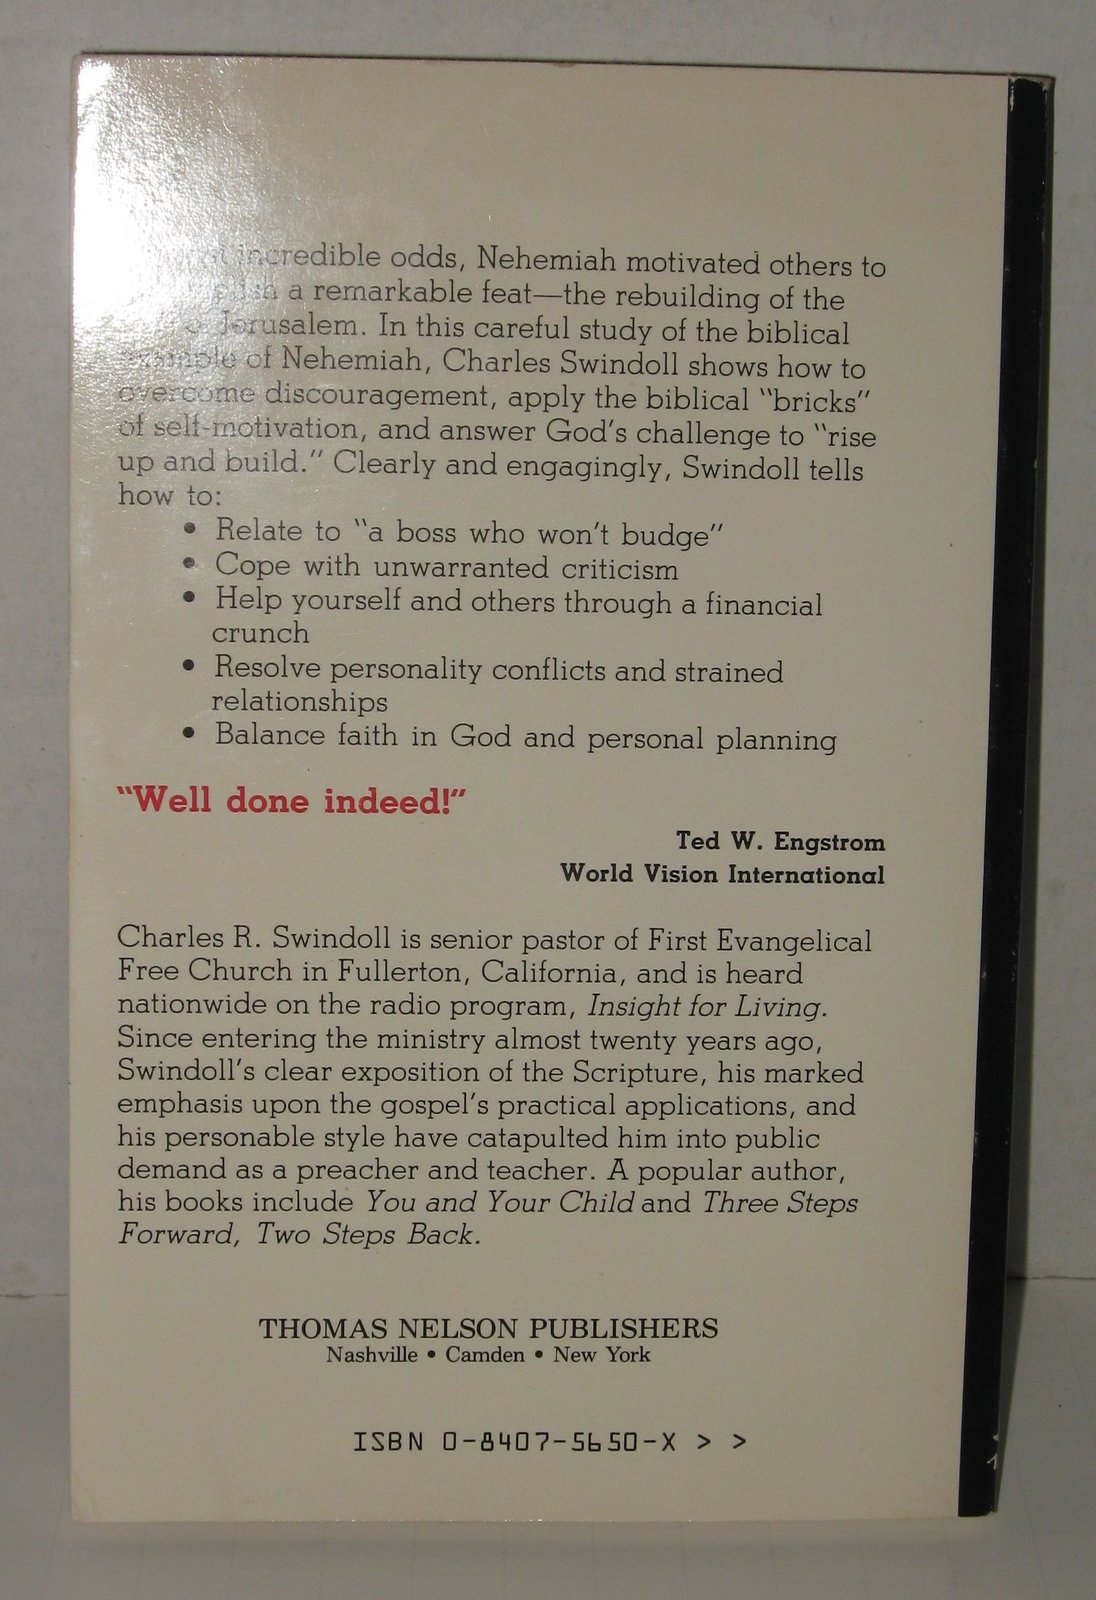 incredible odds, Nehemiah motivated others to
a remarkable feat—the rebuilding of the
Jerusalem. In this careful study of the biblical
example of Nehemiah, Charles Swindoll shows how to
overcome discouragement, apply the biblical "bricks"
of self-motivation, and answer God's challenge to "rise
up and build." Clearly and engagingly, Swindoll tells
how to:
• Relate to "a boss who won't budge"
• Cope with unwarranted criticism
• Help yourself and others through a financial
crunch
• Resolve personality conflicts and strained
relationships
• Balance faith in God and personal planning
"Well done indeed!"
Ted W. Engstrom
World Vision International
Charles R. Swindoll is senior pastor of First Evangelical
Free Church in Fullerton, California, and is heard
nationwide on the radio program, Insight for Living.
Since entering the ministry almost twenty years ago,
Swindoll's clear exposition of the Scripture, his marked
emphasis upon the gospel's practical applications, and
his personable style have catapulted him into public
demand as a preacher and teacher. A popular author,
his books include You and Your Child and Three Steps
Forward, Two Steps Back.
THOMAS NELSON PUBLISHERS
Nashville • Camden • New York
ISBN 0-8407-5650-X > >